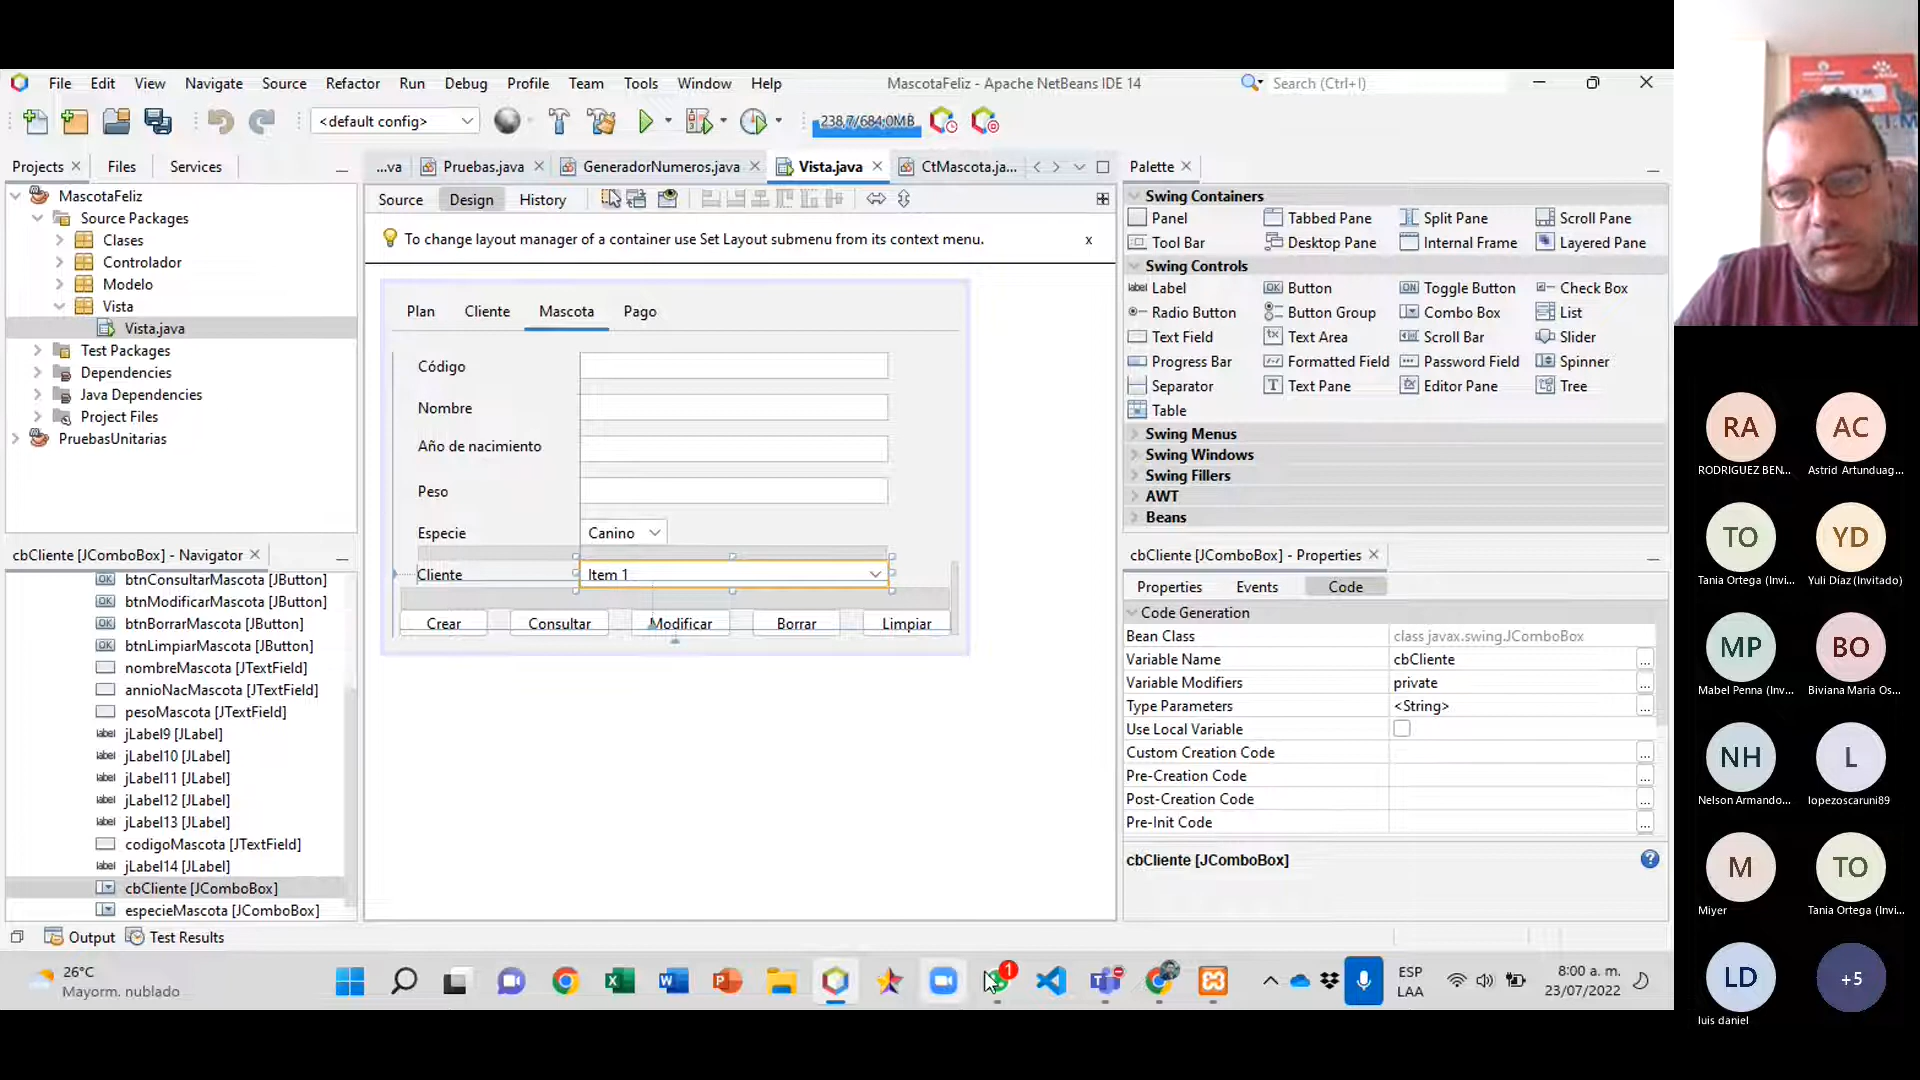 File Edit View Navigate Source Refactor Run Debug Profile Team Tools Window Help
MascotaFeliz - Apache NetBeans IDE 14
Search (Ctrl+I)
<default config>
238,7/684,0MB
Projects Files Services
MascotaFeliz
Source Packages
Clases
Controlador
Modelo
Vista
Vista.java
Test Packages
Dependencies
Java Dependencies
Project Files
PruebasUnitarias
cbCliente [JComboBox] - Navigator
btnConsultarMascota [JButton]
btnModificarMascota [JButton]
btnBorrarMascota [JButton]
btnLimpiarMascota [JButton]
nombreMascota [JTextField]
annioNacMascota [JTextField]
pesoMascota [JTextField]
label jLabel9 [JLabel]
label jLabel10 [JLabel]
label jLabel11 [JLabel]
label jLabel12 [JLabel]
label jLabel13 [JLabel]
codigoMascota [JTextField]
label jLabel14 [JLabel]
cbCliente [JComboBox]
especieMascota [JComboBox]
...va Pruebas.java GeneradorNumeros.java Vista.java CtMascota.ja...
Source Design History
To change layout manager of a container use Set Layout submenu from its context menu. x
Plan Cliente Mascota Pago
Código
Nombre
Año de nacimiento
Peso
Especie Canino
Cliente Item 1
Crear Consultar Modificar Borrar Limpiar
Palette
Swing Containers
Panel Tabbed Pane Split Pane Scroll Pane
Tool Bar Desktop Pane Internal Frame Layered Pane
Swing Controls
label Label Button Toggle Button Check Box
Radio Button Button Group Combo Box List
Text Field Text Area Scroll Bar Slider
Progress Bar Formatted Field Password Field Spinner
Separator Text Pane Editor Pane Tree
Table
Swing Menus
Swing Windows
Swing Fillers
AWT
Beans
cbCliente [JComboBox] - Properties
Properties Events Code
Code Generation
Bean Class class javax.swing.JComboBox
Variable Name cbCliente ...
Variable Modifiers private ...
Type Parameters <String> ...
Use Local Variable
Custom Creation Code ...
Pre-Creation Code ...
Post-Creation Code ...
Pre-Init Code ...
cbCliente [JComboBox]
Output Test Results
26°C
Mayorm. nublado
1
ESP
LAA
8:00 a. m.
23/07/2022
RA AC
RODRIGUEZ BEN... Astrid Artunduag...
TO YD
Tania Ortega (Invi... Yuli Díaz (Invitado)
MP BO
Mabel Penna (Inv... Biviana Maria Os...
NH L
Nelson Armando... lopezoscaruni89
M TO
Miyer Tania Ortega (Invi...
LD +5
luis daniel